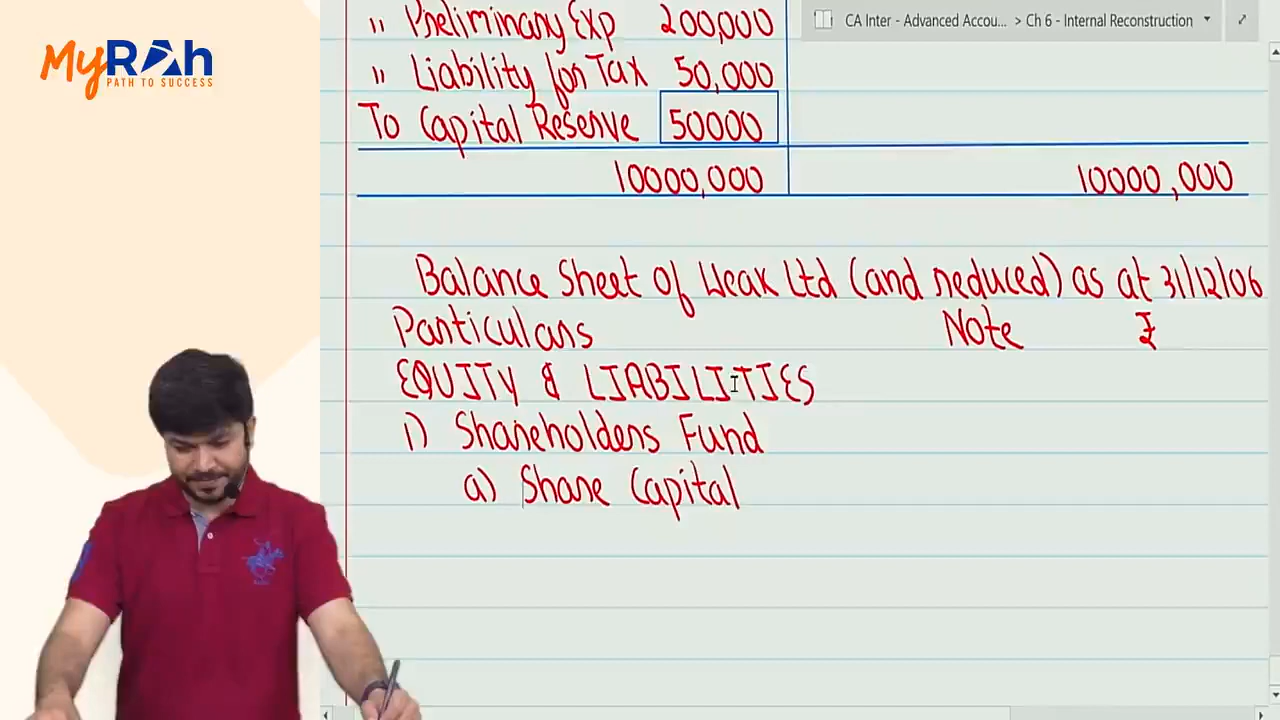 MyRAh
PATH TO SUCCESS
CA Inter - Advanced Accou... > Ch 6 - Internal Reconstruction
" Preliminary Exp 200,000
" Liability for Tax 50,000
To Capital Reserve 50000
10000,000 10000,000
Balance Sheet of Weak Ltd (and reduced) as at 31/12/06
Particulars Note ₹
EQUITY & LIABILITIES
1) Shareholders Fund
a) Share Capital